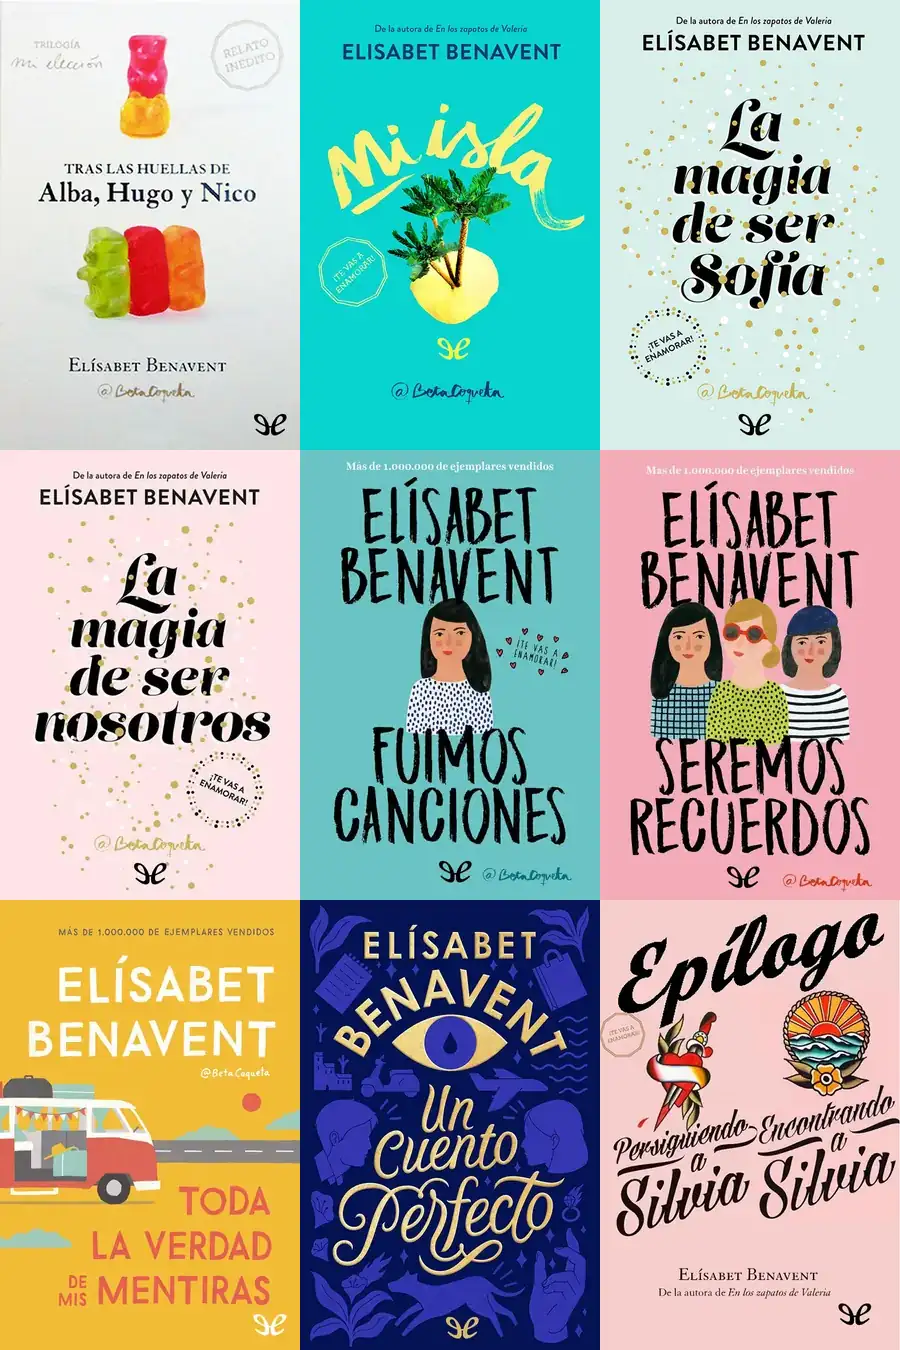 TRILOGÍA
mi elección
RELATO
INÉDITO
TRAS LAS HUELLAS DE
Alba, Hugo y Nico
ELÍSABET BENAVENT
@BetaCoqueta
De la autora de En los zapatos de Valeria
ELÍSABET BENAVENT
Mi isla
¡TE VAS A
ENAMORAR!
@BetaCoqueta
De la autora de En los zapatos de Valeria
ELÍSABET BENAVENT
La
magia
de ser
Sofía
¡TE VAS A
ENAMORAR!
@BetaCoqueta
De la autora de En los zapatos de Valeria
ELÍSABET BENAVENT
La
magia
de ser
nosotros
¡TE VAS A
ENAMORAR!
@BetaCoqueta
Más de 1.000.000 de ejemplares vendidos
ELÍSABET
BENAVENT
¡TE VAS A
ENAMORAR!
FUIMOS
CANCIONES
@BetaCoqueta
Más de 1.000.000 de ejemplares vendidos
ELÍSABET
BENAVENT
SEREMOS
RECUERDOS
@BetaCoqueta
MÁS DE 1.000.000 DE EJEMPLARES VENDIDOS
ELÍSABET
BENAVENT
@BetaCoqueta
TODA
LA VERDAD
DE MIS MENTIRAS
ELÍSABET
BENAVENT
Un
Cuento
Perfecto
Epílogo
¡TE VAS A
ENAMORAR!
Persiguiendo
a
Silvia
Encontrando
a
Silvia
ELÍSABET BENAVENT
De la autora de En los zapatos de Valeria